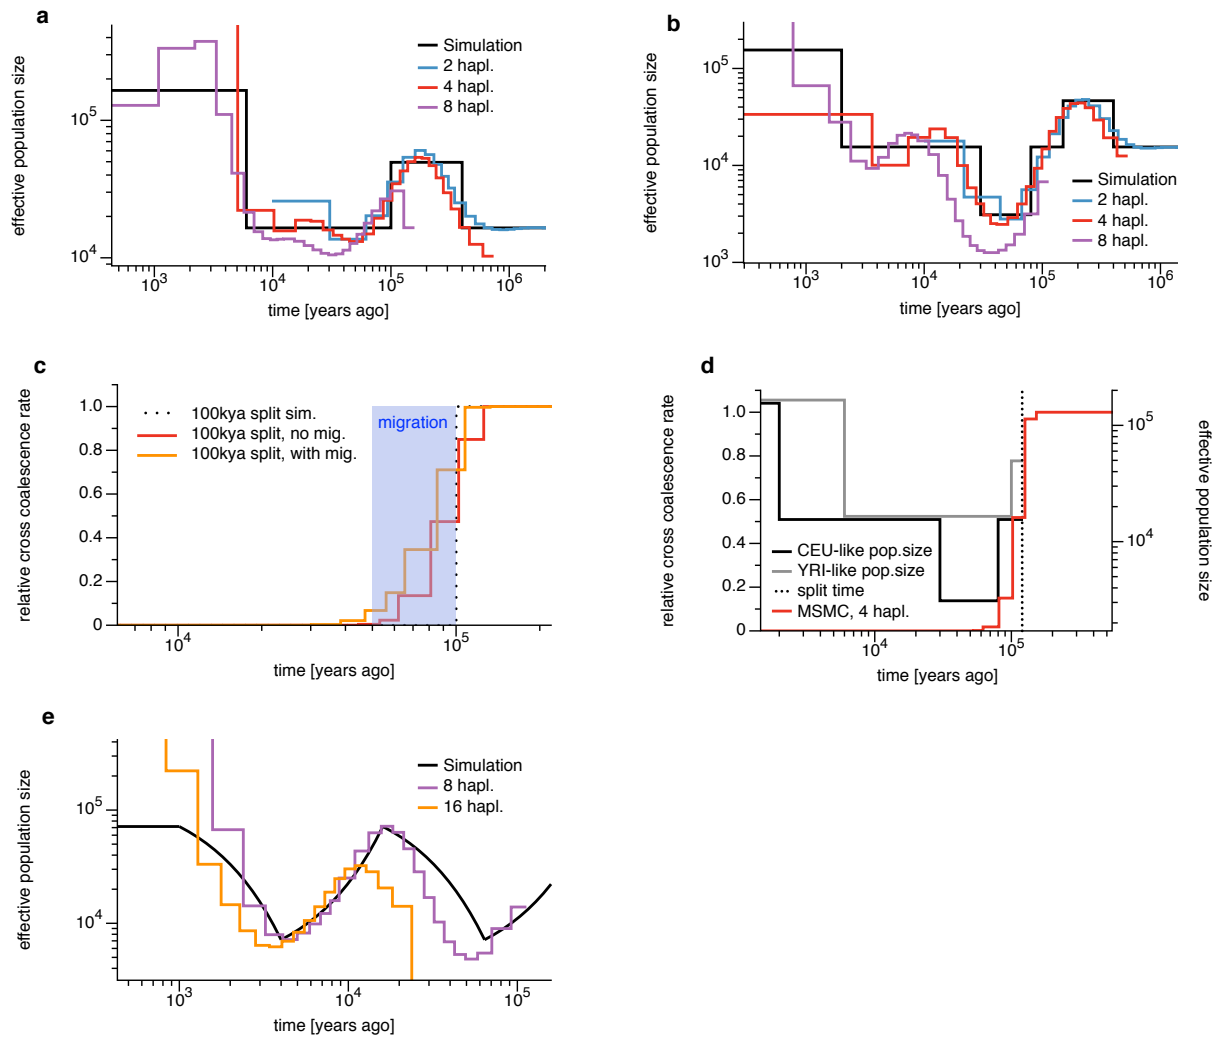 a
effective population size
10^5
10^4
Simulation
2 hapl.
4 hapl.
8 hapl.
10^3 10^4 10^5 10^6
time [years ago]
b
effective population size
10^5
10^4
10^3
Simulation
2 hapl.
4 hapl.
8 hapl.
10^3 10^4 10^5 10^6
time [years ago]
c
relative cross coalescence rate
1.0
0.8
0.6
0.4
0.2
0
100kya split sim.
100kya split, no mig.
100kya split, with mig.
migration
10^4 10^5
time [years ago]
d
relative cross coalescence rate
1.0
0.8
0.6
0.4
0.2
0
CEU-like pop.size
YRI-like pop.size
split time
MSMC, 4 hapl.
10^5
10^4
effective population size
10^4 10^5
time [years ago]
e
effective population size
10^5
10^4
Simulation
8 hapl.
16 hapl.
10^3 10^4 10^5
time [years ago]